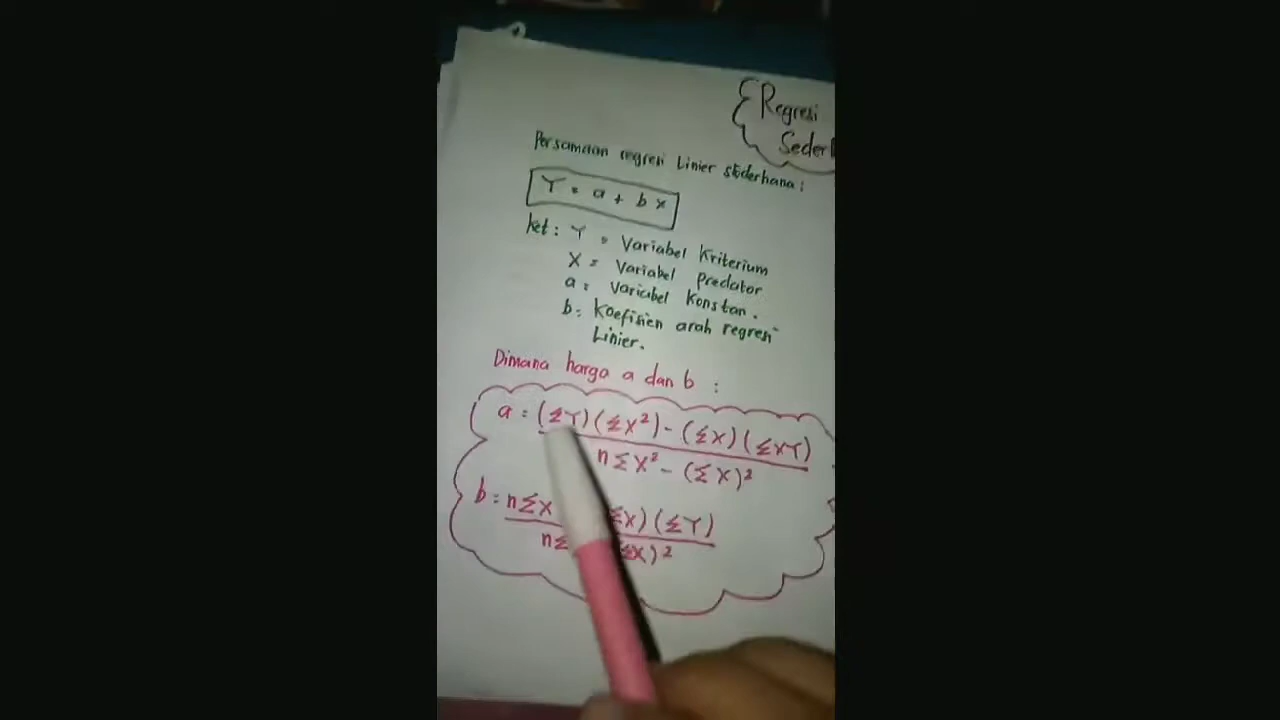 Regresi
Seder
Persamaan regresi Linier sederhana :
Y = a + b x
ket : Y = Variabel Kriterium
X = Variabel Predator
a = Variabel Konstan.
b = Koefisien arah regresi
Linier.
Dimana harga a dan b :
a = (ΣY) (ΣX²) - (ΣX) (ΣXY)
nΣX² - (ΣX)²
b = nΣX ΣX) (ΣY)
nΣ ΣX)²